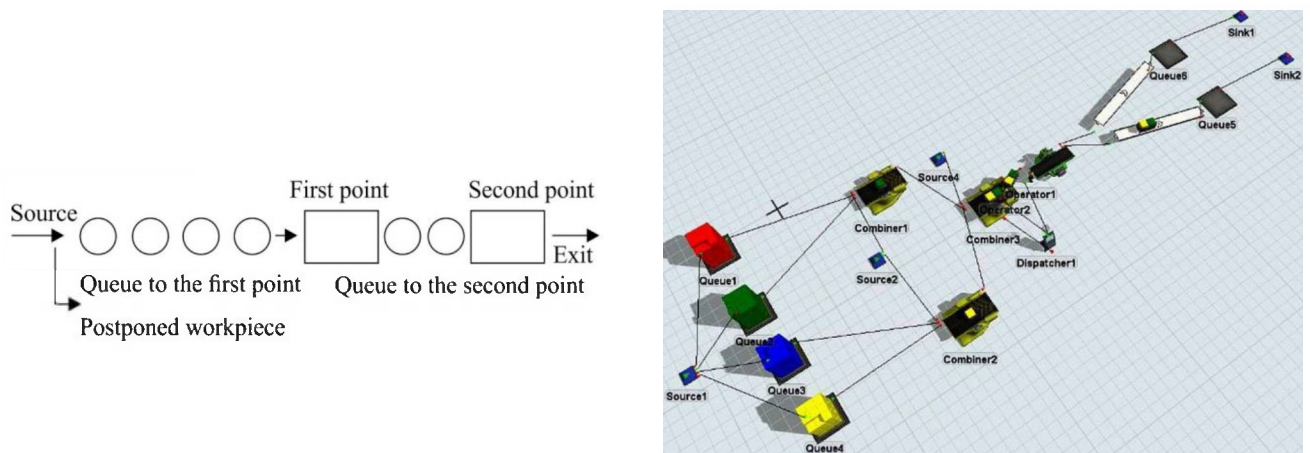 First point
Second point
Source
Exit
Queue to the first point
Queue to the second point
Postponed workpiece
Sink1
Queue6
Sink2
Queue5
Source4
Operator1
Operator2
Combiner1
Combiner3
Dispatcher1
Queue1
Source2
Queue2
Combiner2
Source1
Queue3
Queue4